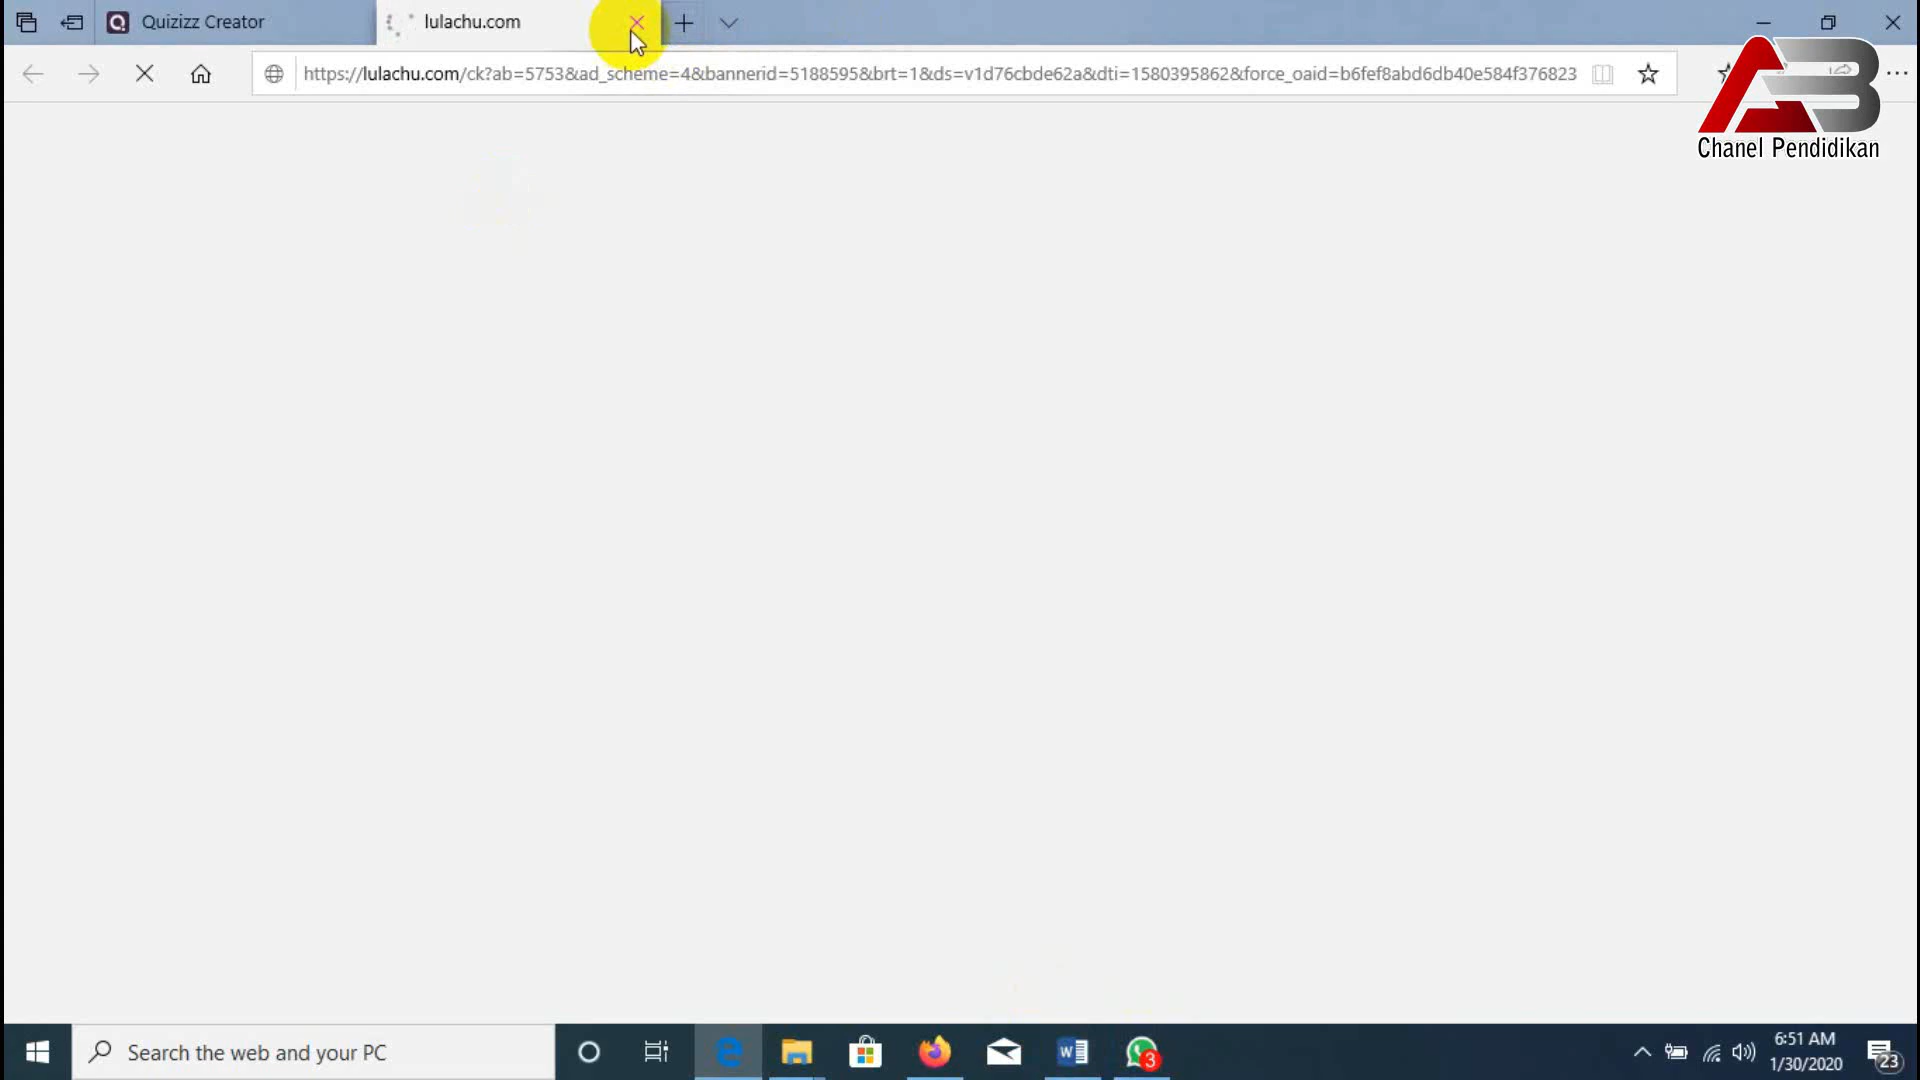 Quizizz Creator
lulachu.com
https://lulachu.com/ck?ab=5753&ad_scheme=4&bannerid=5188595&brt=1&ds=v1d76cbde62a&dti=1580395862&force_oaid=b6fef8abd6db40e584f376823
AB
Chanel Pendidikan
Search the web and your PC
3
6:51 AM
1/30/2020
23